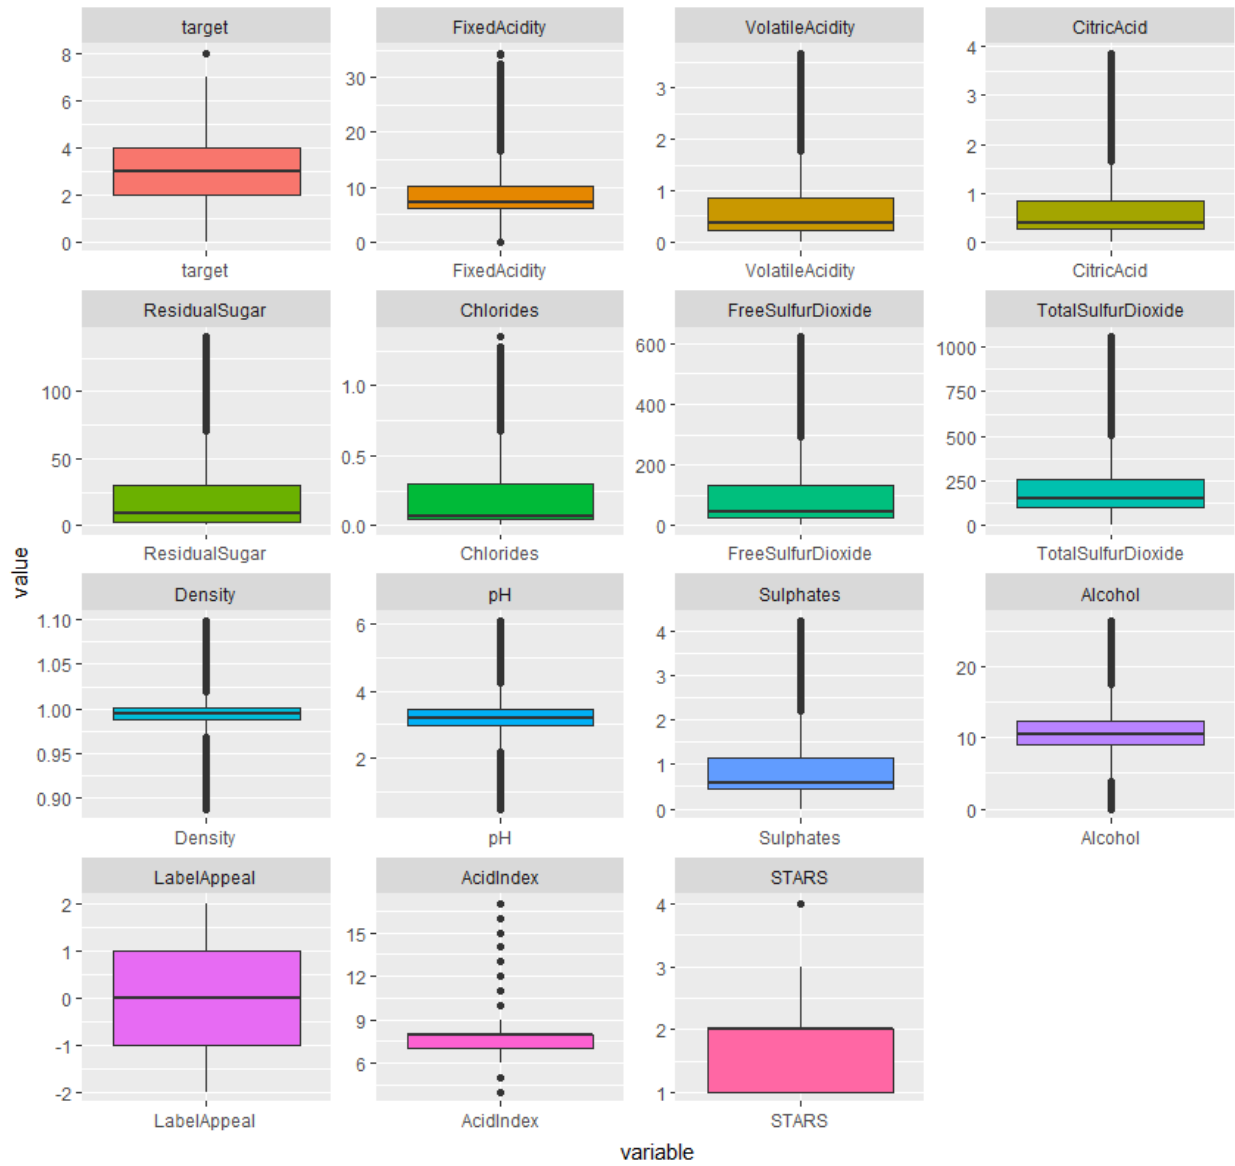 target FixedAcidity VolatileAcidity CitricAcid
8 6 4 2 0
30 20 10 0
3 2 1 0
4 3 2 1 0
target FixedAcidity VolatileAcidity CitricAcid
ResidualSugar Chlorides FreeSulfurDioxide TotalSulfurDioxide
100 50 0
1.0 0.5 0.0
600 400 200 0
1000 750 500 250 0
ResidualSugar Chlorides FreeSulfurDioxide TotalSulfurDioxide
value
Density pH Sulphates Alcohol
1.10 1.05 1.00 0.95 0.90
6 4 2
4 3 2 1 0
20 10 0
Density pH Sulphates Alcohol
LabelAppeal AcidIndex STARS
2 1 0 -1 -2
15 12 9 6
4 3 2 1
LabelAppeal AcidIndex STARS
variable